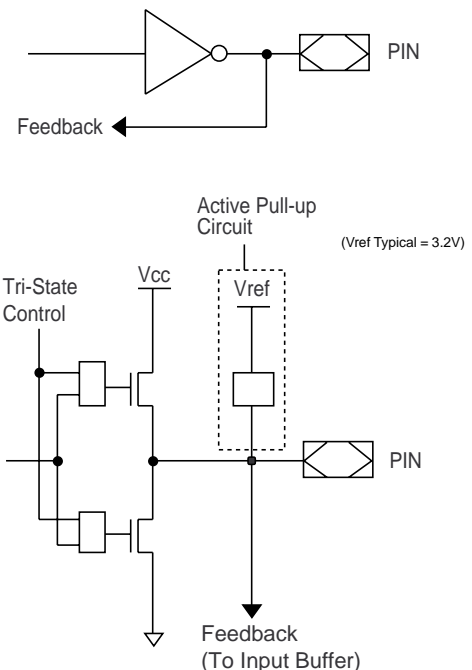 PIN
Feedback
Active Pull-up
Circuit
(Vref Typical = 3.2V)
Tri-State
Control
Vcc
Vref
PIN
Feedback
(To Input Buffer)